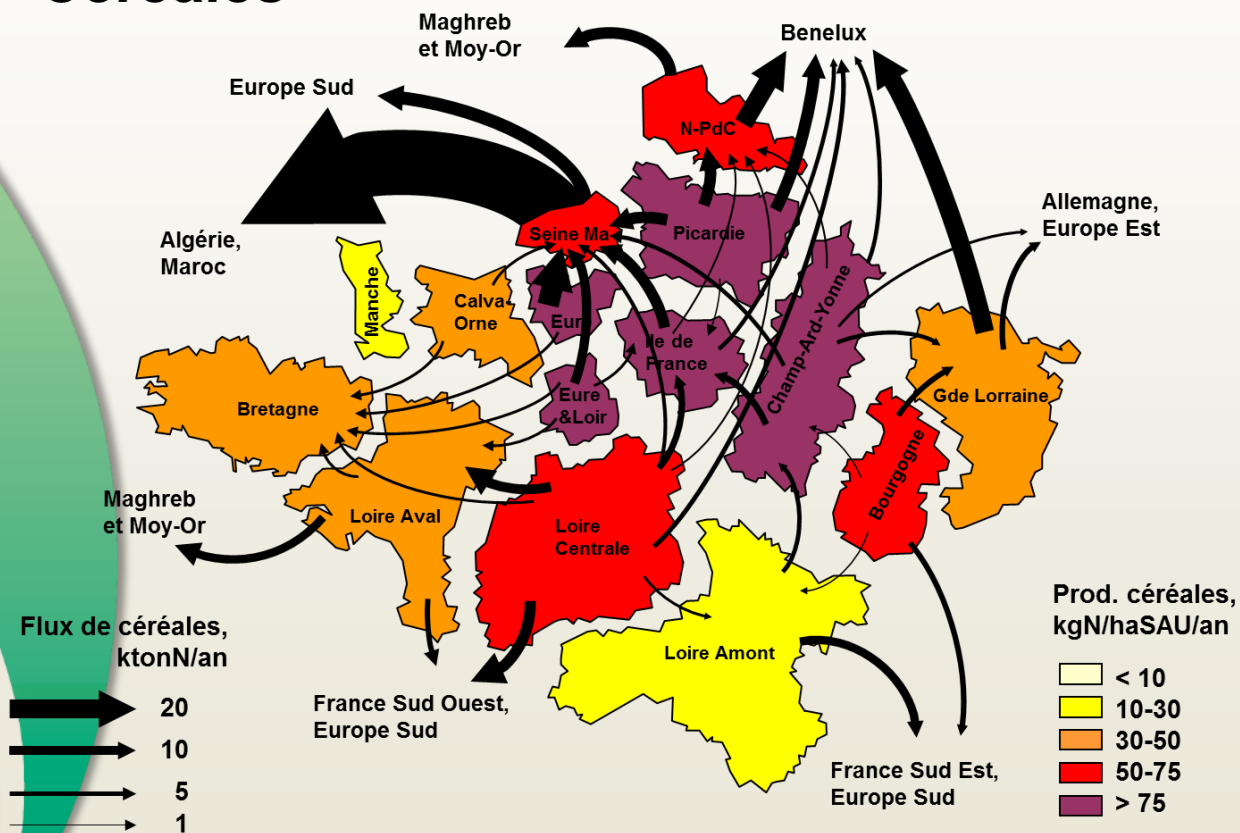 Céréales
Maghreb
et Moy-Or
Benelux
Europe Sud
N-PdC
Allemagne,
Europe Est
Algérie,
Maroc
Seine Ma
Picardie
Manche
Calva-
Orne
Eur
Ile de
France
Champ-Ard-Yonne
Bretagne
Eure
&Loir
Gde Lorraine
Bourgogne
Maghreb
et Moy-Or
Loire Aval
Loire
Centrale
Loire Amont
France Sud Ouest,
Europe Sud
France Sud Est,
Europe Sud
Flux de céréales,
ktonN/an
20
10
5
1
Prod. céréales,
kgN/haSAU/an
< 10
10-30
30-50
50-75
> 75